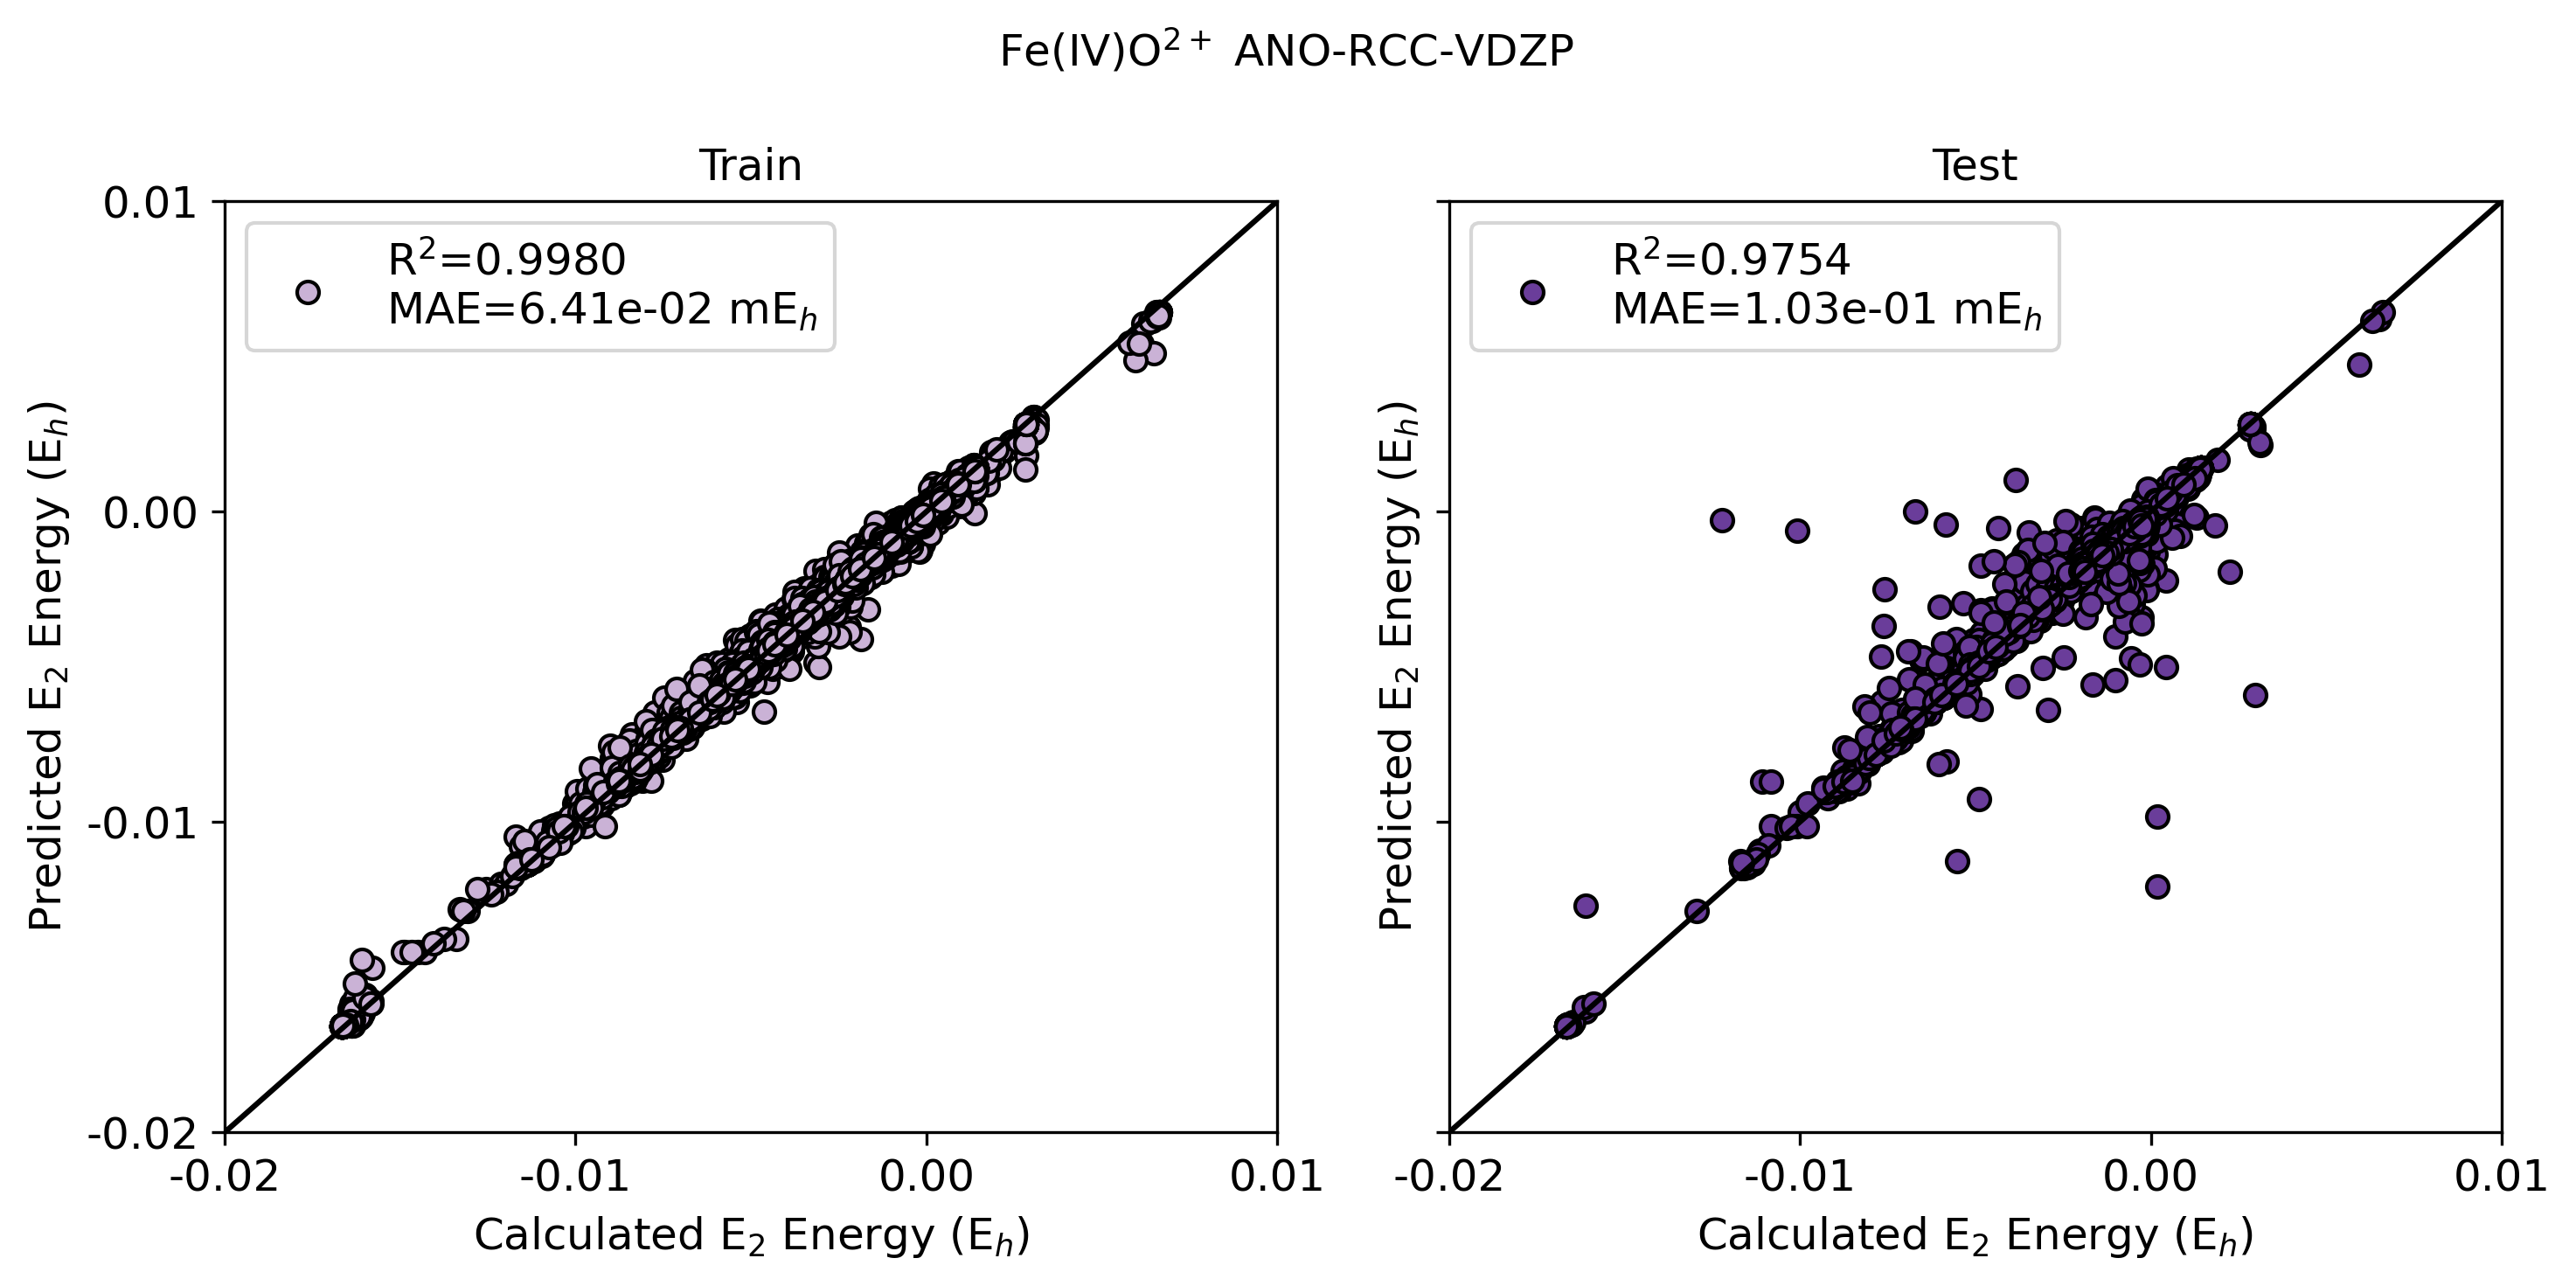 Fe(IV)O²⁺ ANO-RCC-VDZP
Train
R²=0.9980
MAE=6.41e-02 mEₕ
0.01
0.00
-0.01
-0.02
Predicted E₂ Energy (Eₕ)
-0.02 -0.01 0.00 0.01
Calculated E₂ Energy (Eₕ)
Test
R²=0.9754
MAE=1.03e-01 mEₕ
Predicted E₂ Energy (Eₕ)
-0.02 -0.01 0.00 0.01
Calculated E₂ Energy (Eₕ)